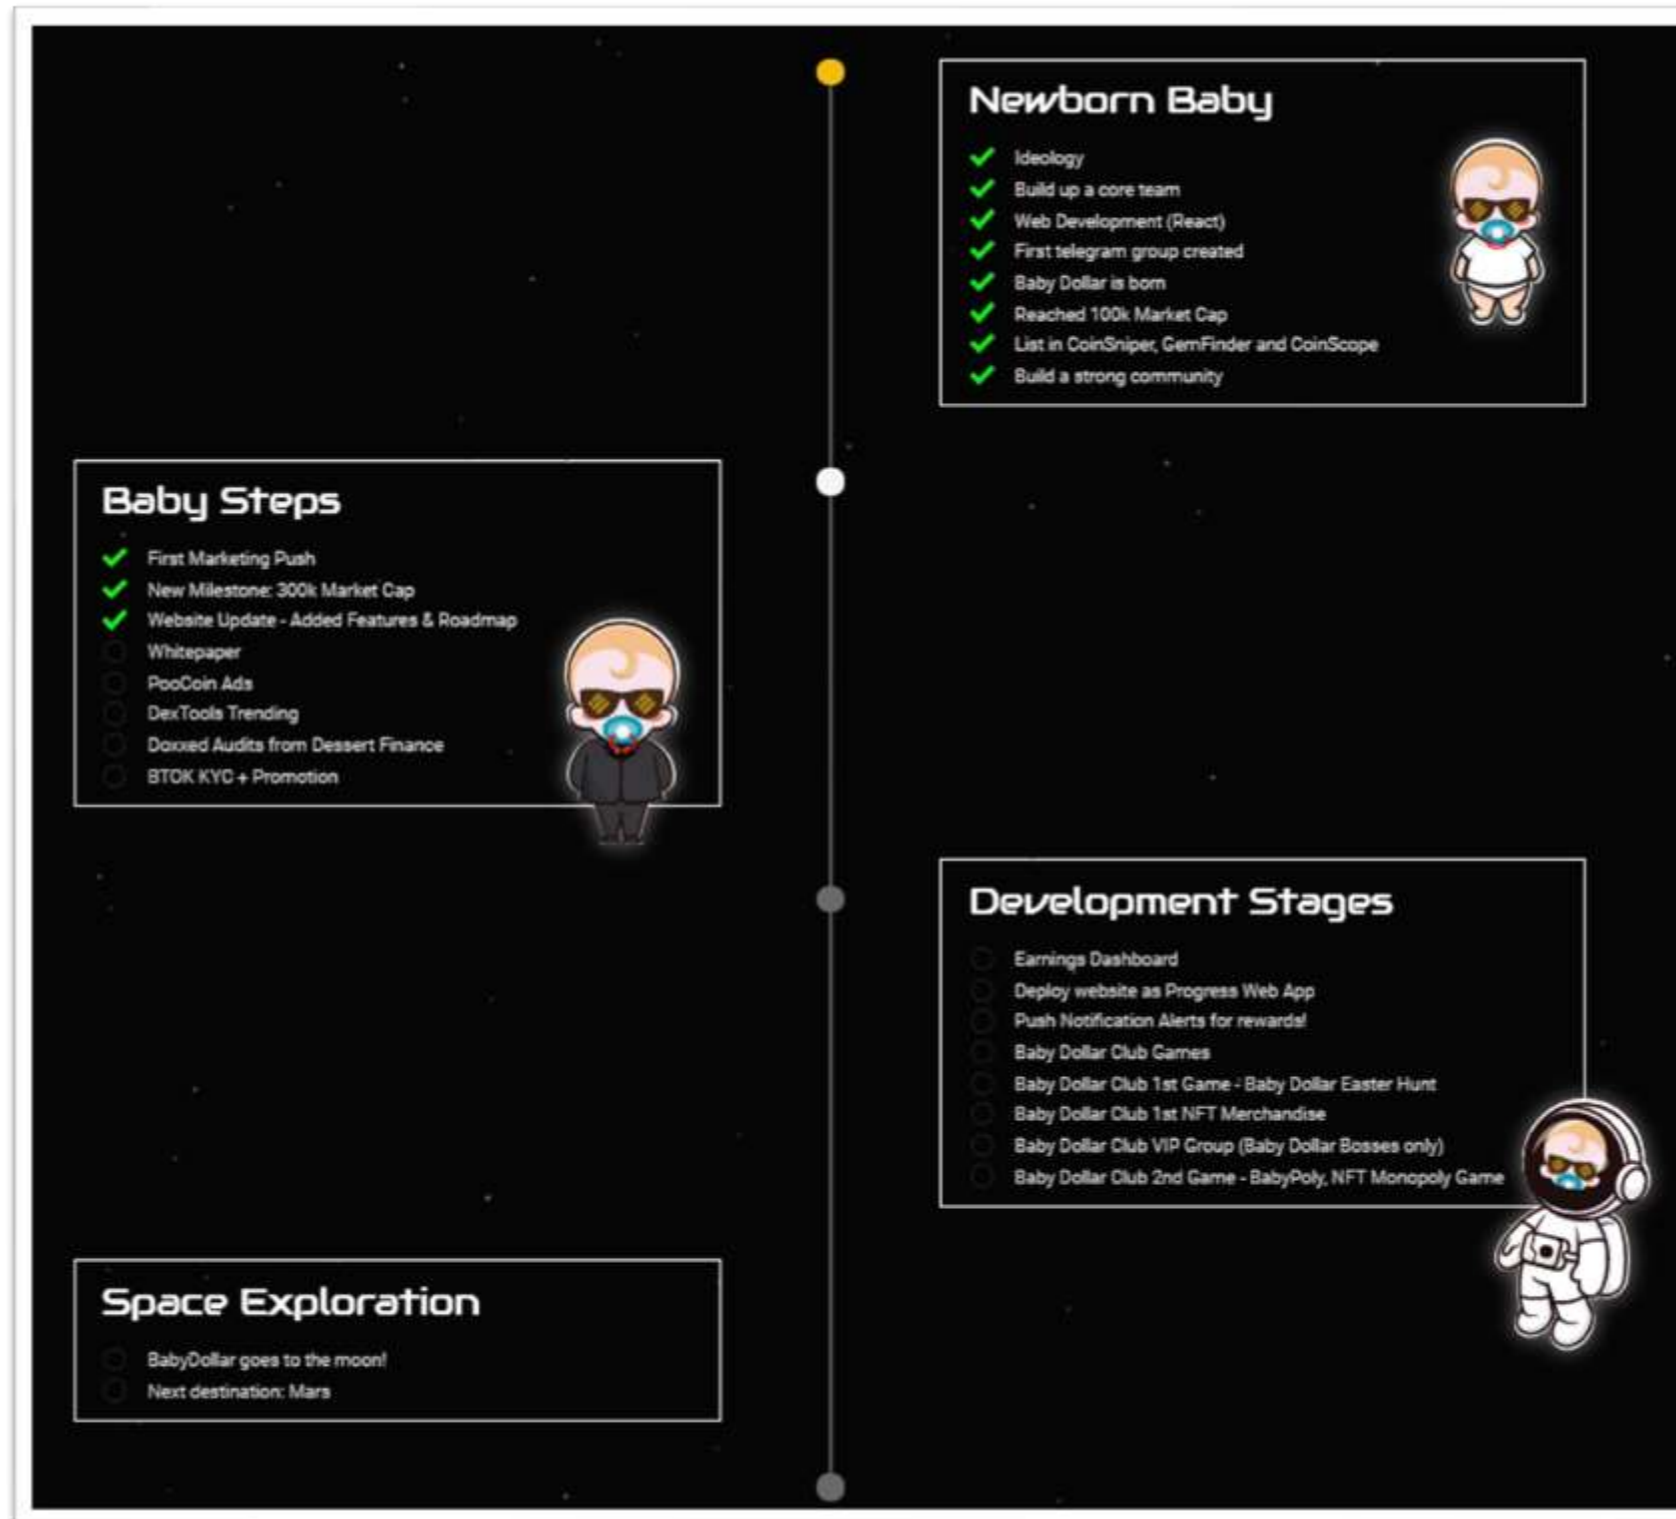 Newborn Baby
Ideology
Build up a core team
Web Development (React)
First telegram group created
Baby Dollar is born
Reached 100k Market Cap
List in CoinSniper, GemFinder and CoinScope
Build a strong community
Baby Steps
First Marketing Push
New Milestone: 300k Market Cap
Website Update - Added Features & Roadmap
Whitepaper
PooCoin Ads
DexTools Trending
Doxxed Audits from Dessert Finance
BTOK KYC + Promotion
Development Stages
Earnings Dashboard
Deploy website as Progress Web App
Push Notification Alerts for rewards!
Baby Dollar Club Games
Baby Dollar Club 1st Game - Baby Dollar Easter Hunt
Baby Dollar Club 1st NFT Merchandise
Baby Dollar Club VIP Group (Baby Dollar Bosses only)
Baby Dollar Club 2nd Game - BabyPoly, NFT Monopoly Game
Space Exploration
BabyDollar goes to the moon!
Next destination: Mars